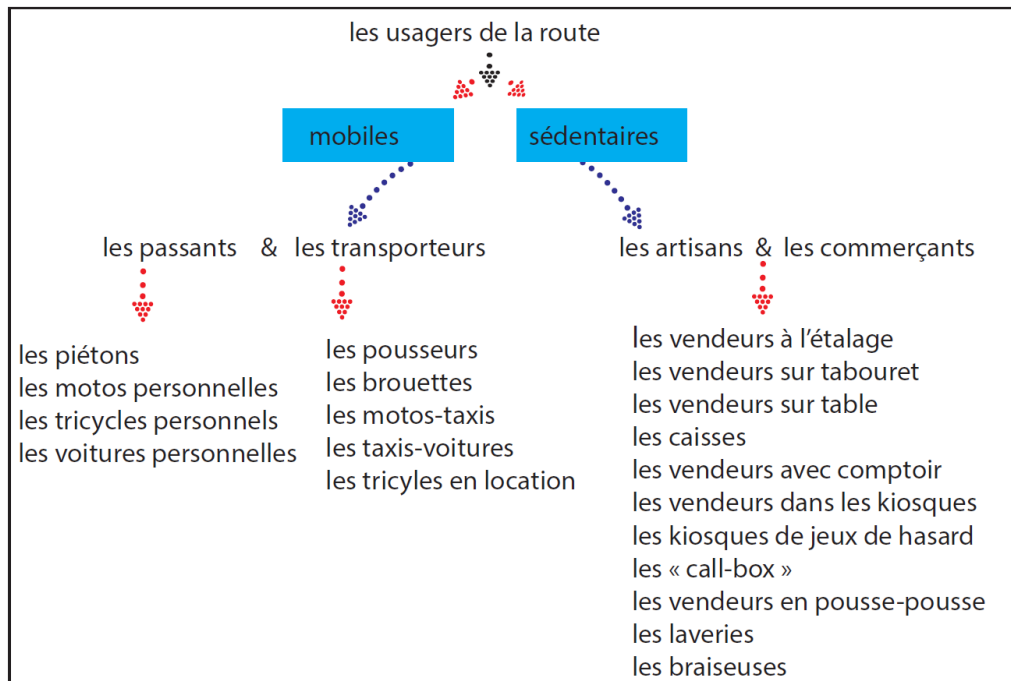 les usagers de la route
mobiles
sédentaires
les passants & les transporteurs
les artisans & les commerçants
les piétons
les motos personnelles
les tricycles personnels
les voitures personnelles
les pousseurs
les brouettes
les motos-taxis
les taxis-voitures
les tricyles en location
les vendeurs à l’étalage
les vendeurs sur tabouret
les vendeurs sur table
les caisses
les vendeurs avec comptoir
les vendeurs dans les kiosques
les kiosques de jeux de hasard
les « call-box »
les vendeurs en pousse-pousse
les laveries
les braiseuses